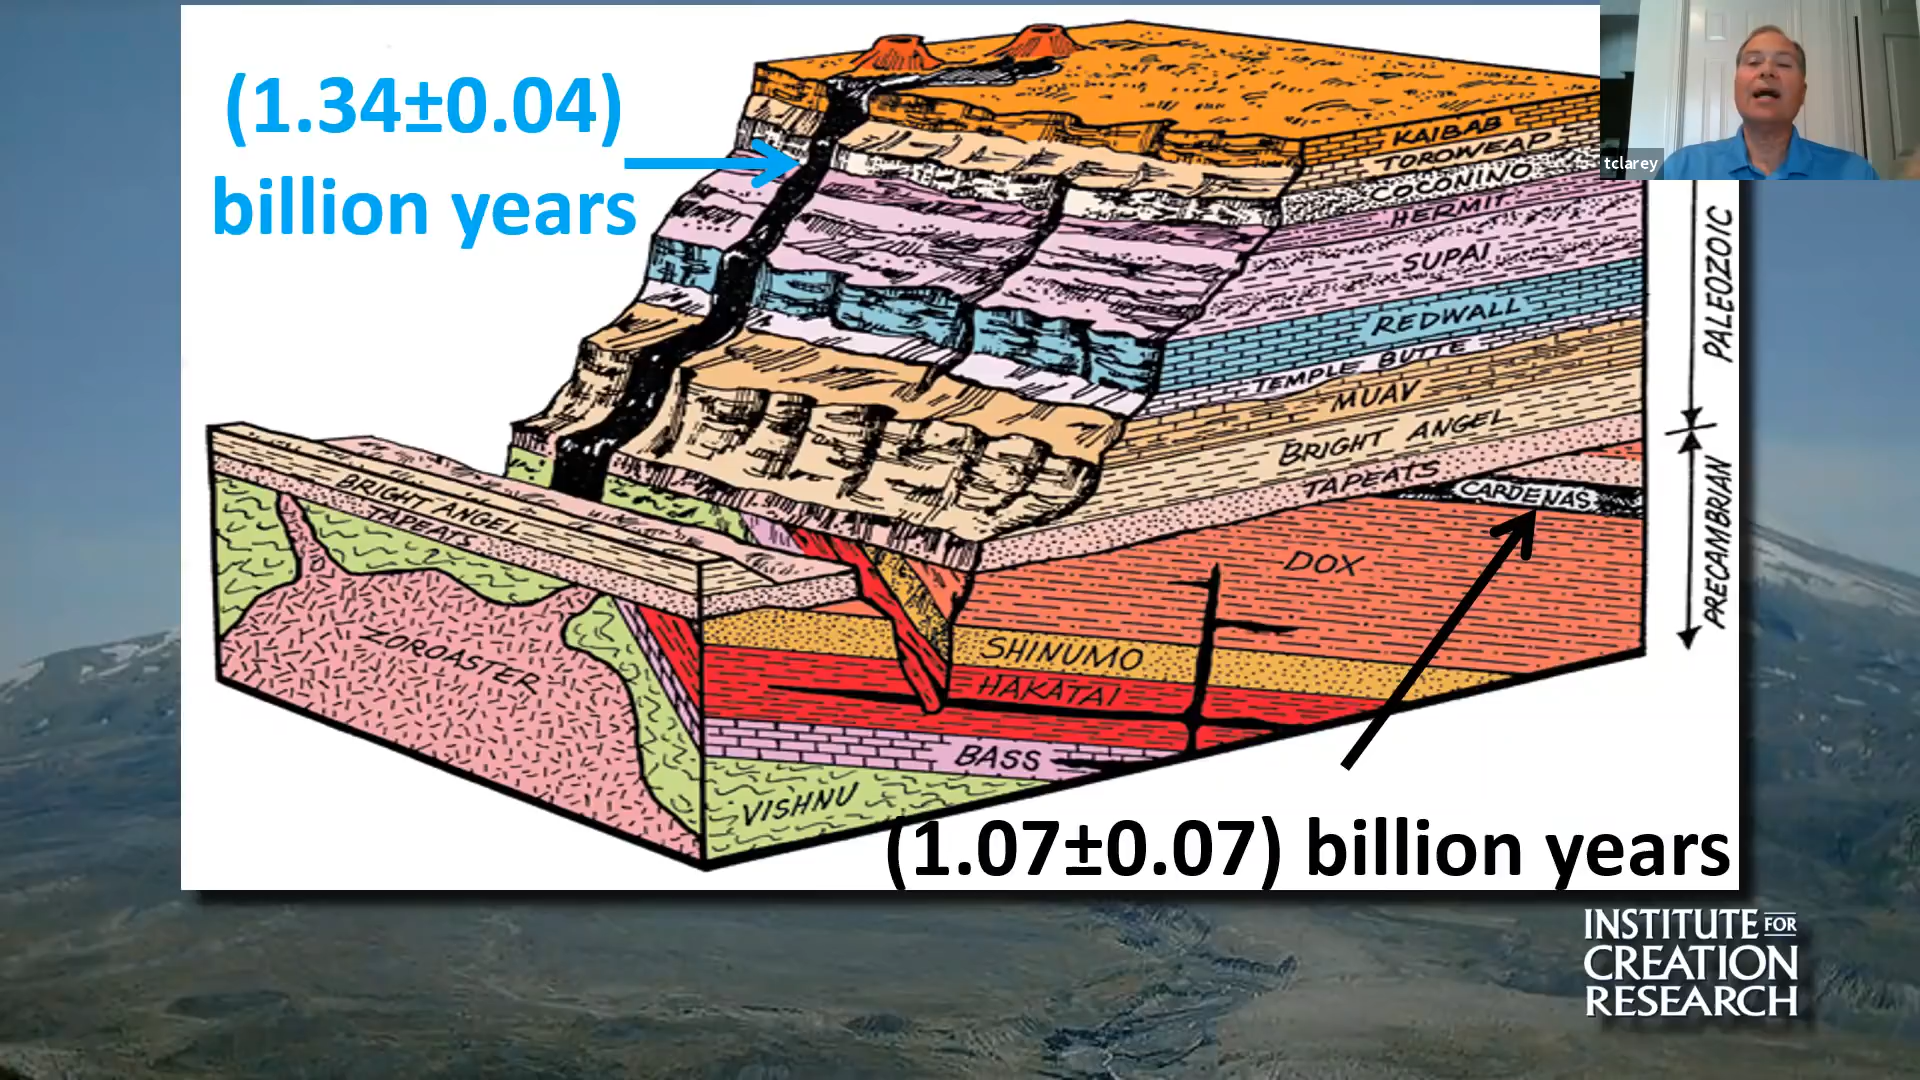 (1.34±0.04)
billion years
tclarey
KAIBAB
TOROWEAP
COCONINO
HERMIT
SUPAI
REDWALL
TEMPLE BUTTE
MUAV
BRIGHT ANGEL
TAPEATS
CARDENAS
DOX
SHINUMO
HAKATAI
BASS
VISHNU
BRIGHT ANGEL
TAPEATS
ZOROASTER
PALEOZOIC
PRECAMBRIAN
(1.07±0.07) billion years
INSTITUTE FOR
CREATION
RESEARCH